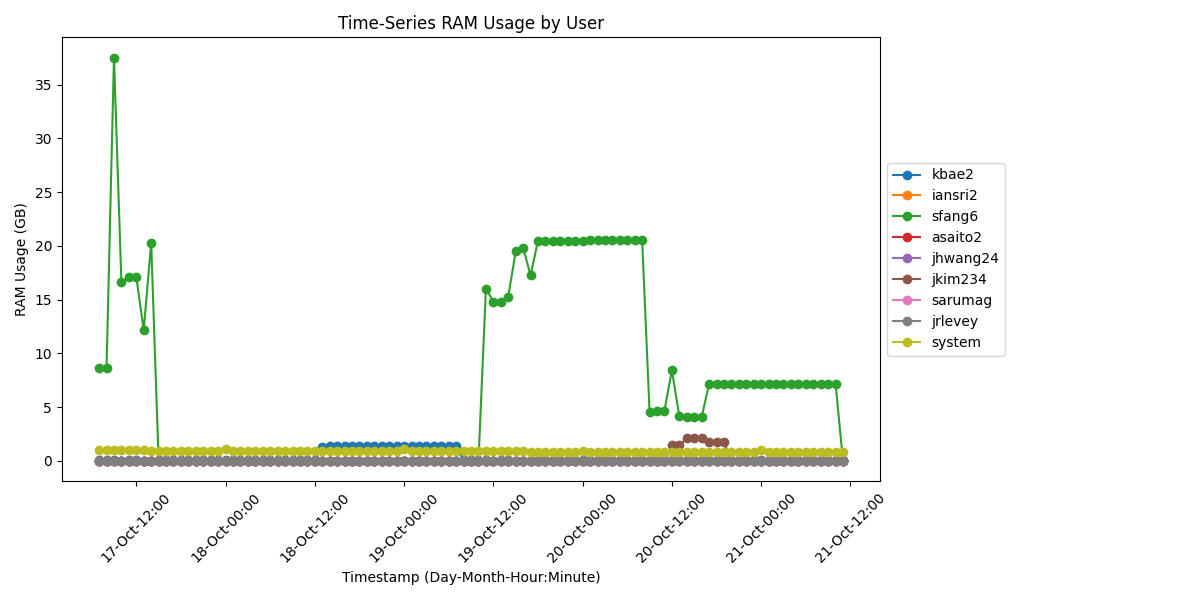 Time-Series RAM Usage by User
RAM Usage (GB)
35
30
25
20
15
10
5
0
17-Oct-12:00
18-Oct-00:00
18-Oct-12:00
19-Oct-00:00
19-Oct-12:00
20-Oct-00:00
20-Oct-12:00
21-Oct-00:00
21-Oct-12:00
Timestamp (Day-Month-Hour:Minute)
kbae2
iansri2
sfang6
asaito2
jhwang24
jkim234
sarumag
jrlevey
system